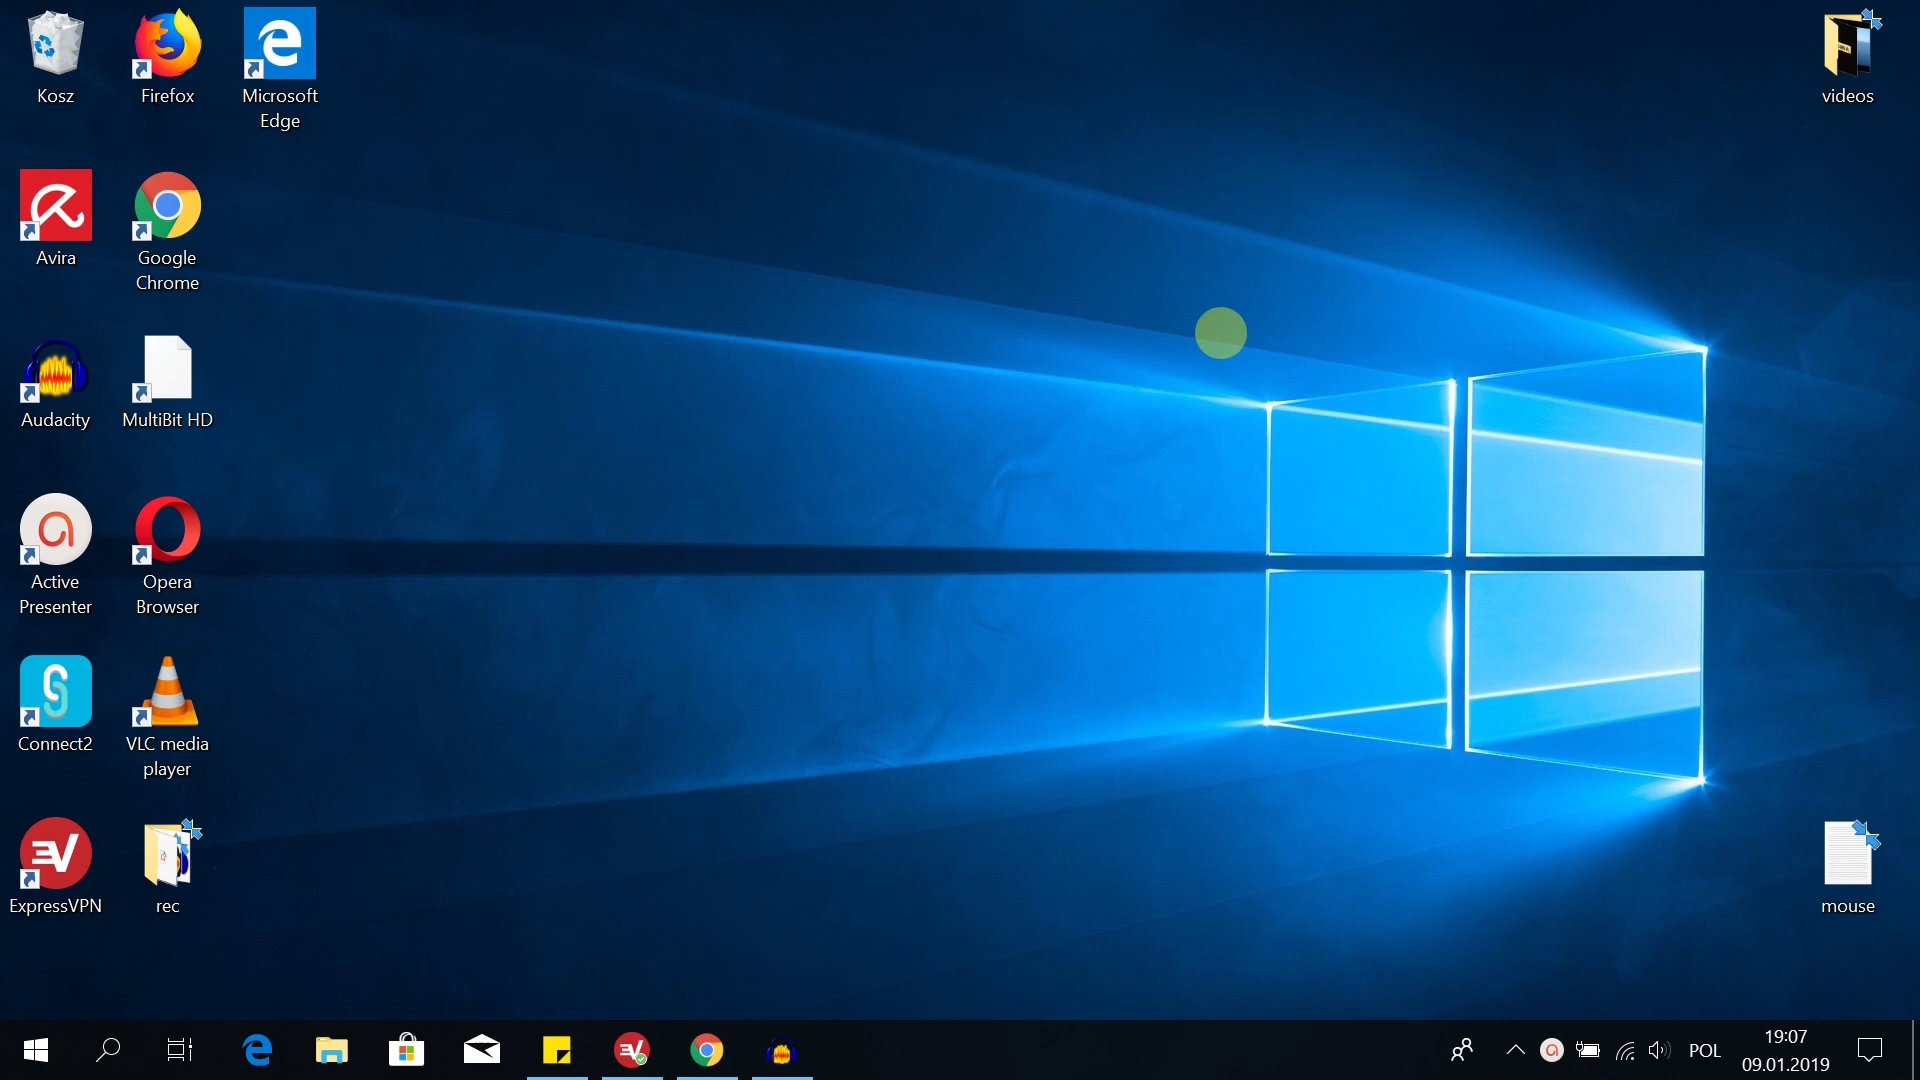 Kosz
Firefox
Microsoft
Edge
videos
Avira
Google
Chrome
Audacity
MultiBit HD
Active
Presenter
Opera
Browser
Connect2
VLC media
player
ExpressVPN
rec
mouse
POL
19:07
09.01.2019